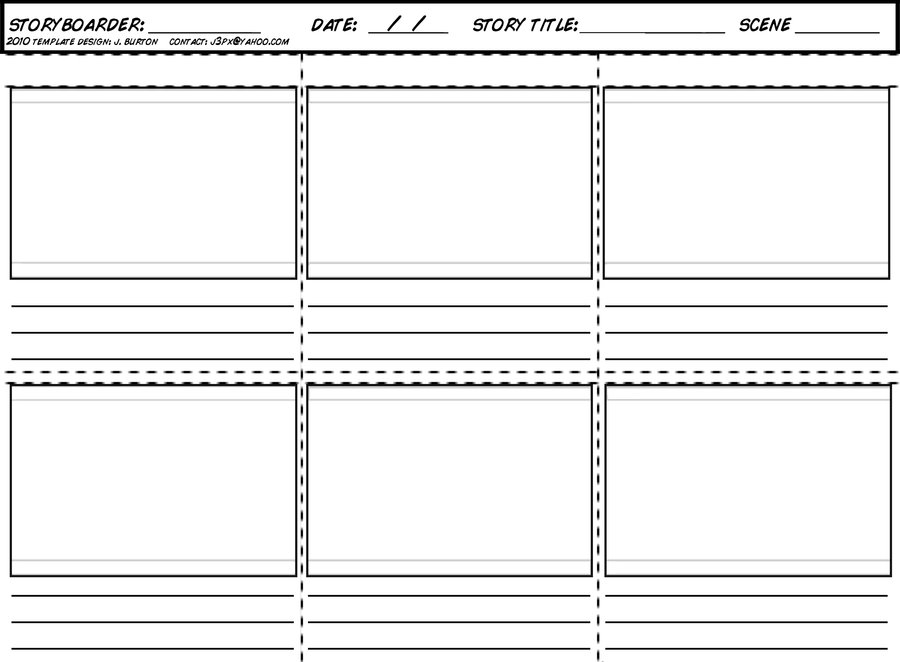 STORYBOARDER: DATE: / / STORY TITLE: SCENE
2010 TEMPLATE DESIGN: J. BURTON CONTACT: J3PX@YAHOO.COM